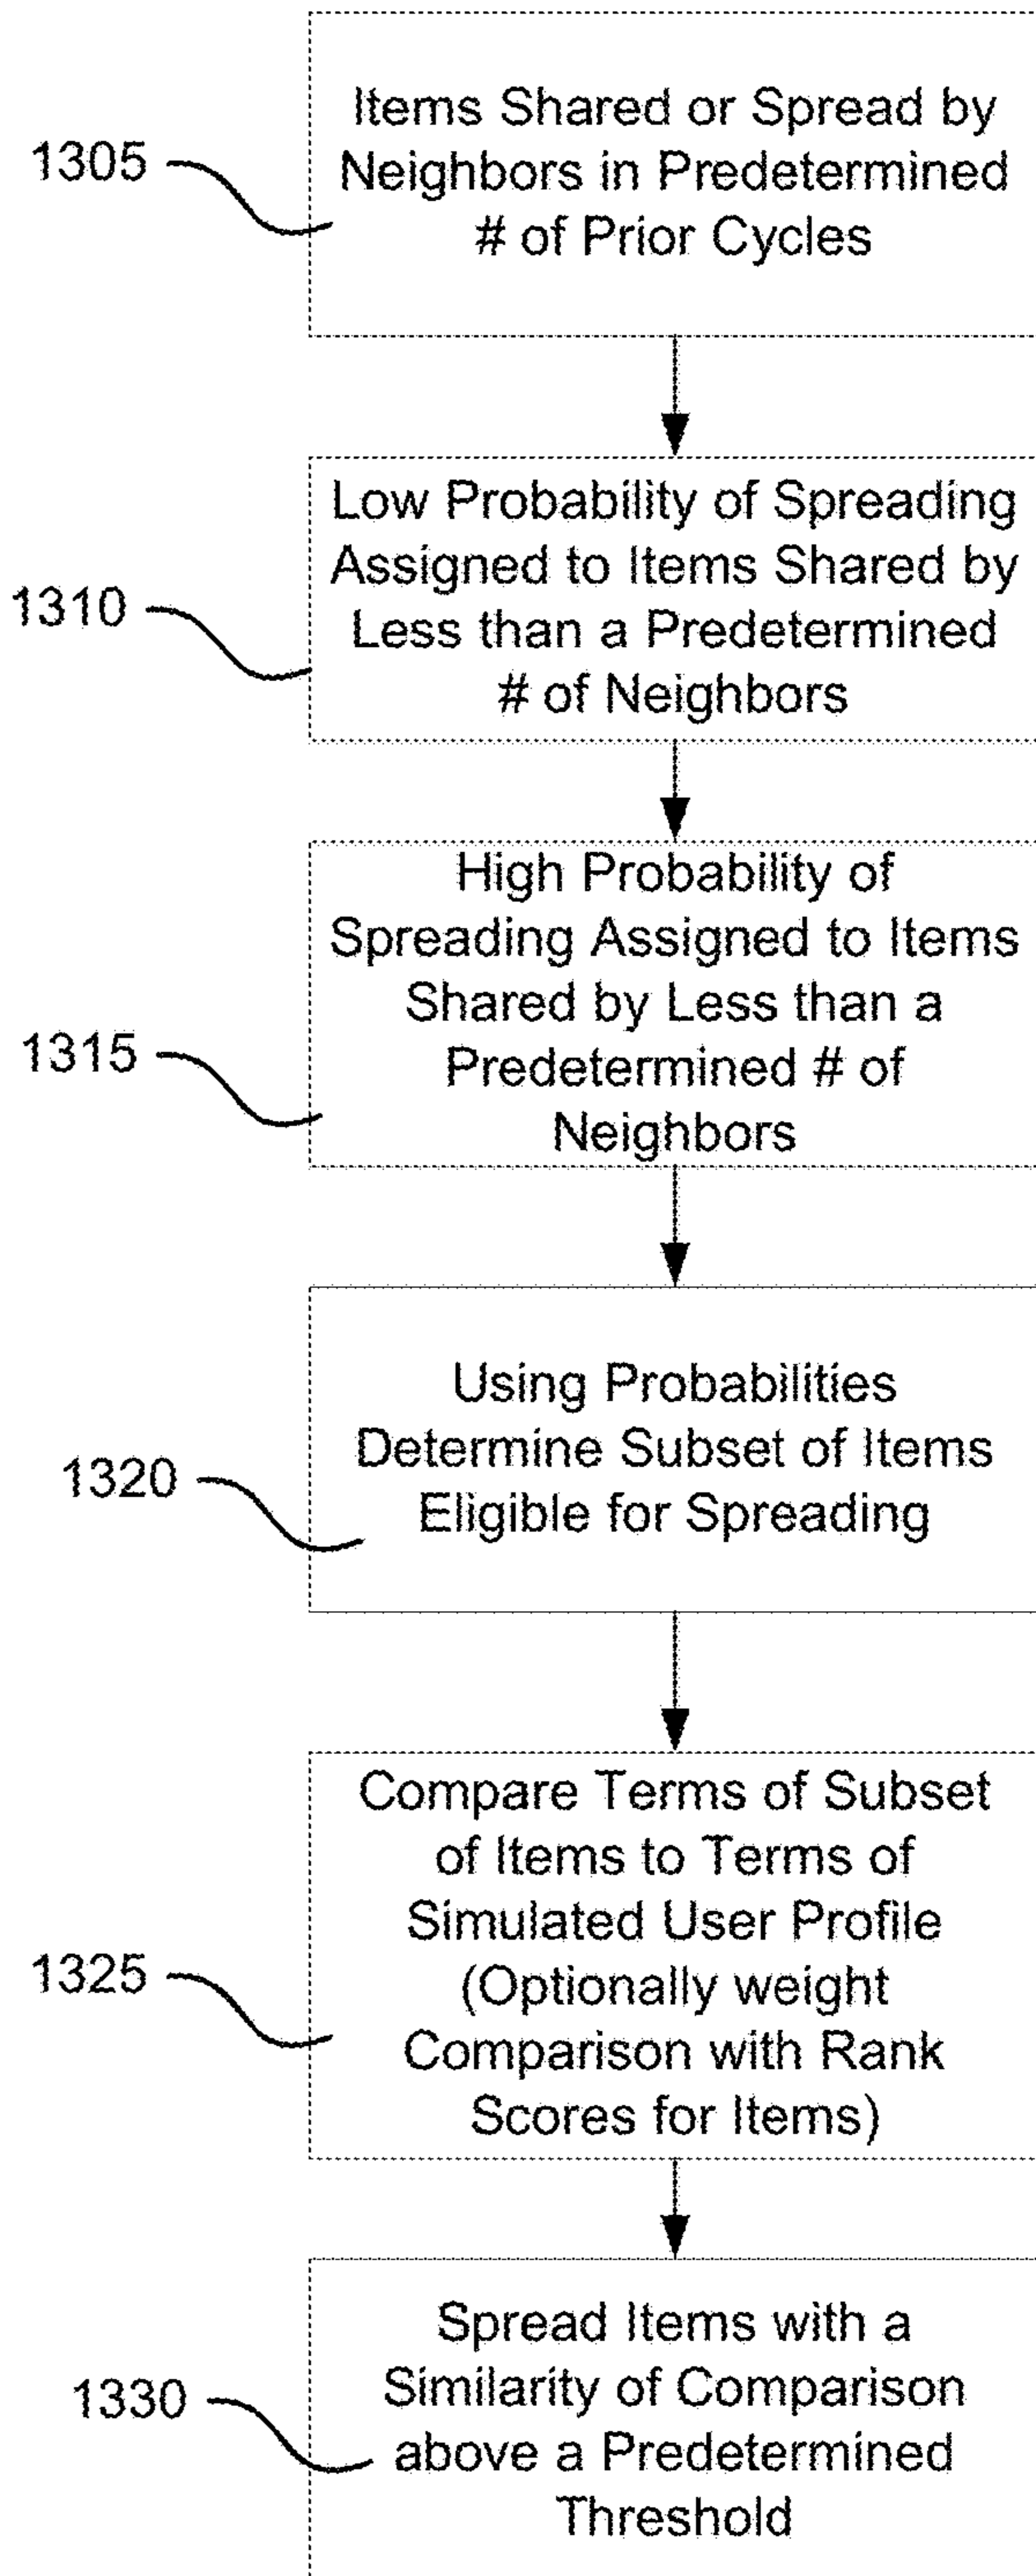 Items Shared or Spread by
Neighbors in Predetermined
# of Prior Cycles
1305
Low Probability of Spreading
Assigned to Items Shared by
Less than a Predetermined
# of Neighbors
1310
High Probability of
Spreading Assigned to Items
Shared by Less than a
Predetermined # of
Neighbors
1315
Using Probabilities
Determine Subset of Items
Eligible for Spreading
1320
Compare Terms of Subset
of Items to Terms of
Simulated User Profile
(Optionally weight
Comparison with Rank
Scores for Items)
1325
Spread Items with a
Similarity of Comparison
above a Predetermined
Threshold
1330